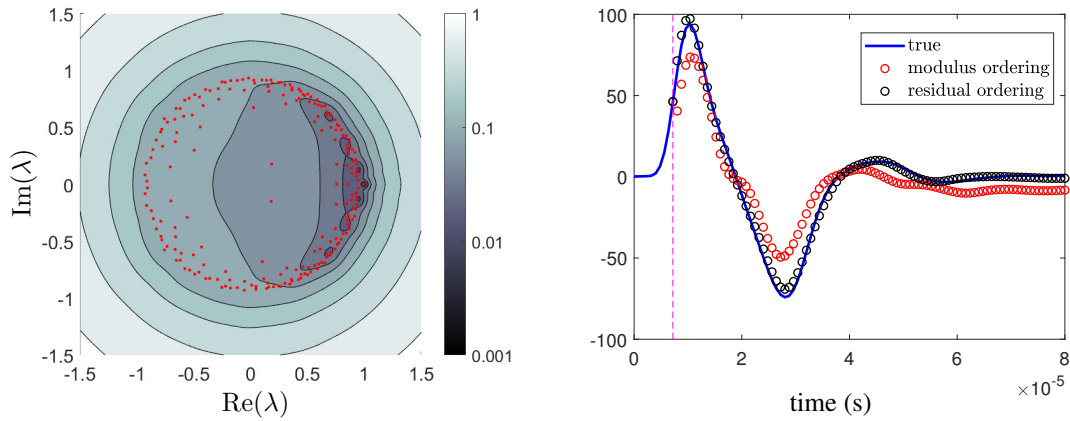 1.5
1
0.5
0
-0.5
-1
-1.5
Im(λ)
-1.5 -1 -0.5 0 0.5 1 1.5
Re(λ)
1
0.1
0.01
0.001
100
50
0
-50
-100
0 2 4 6 8
×10⁻⁵
time (s)
true
modulus ordering
residual ordering